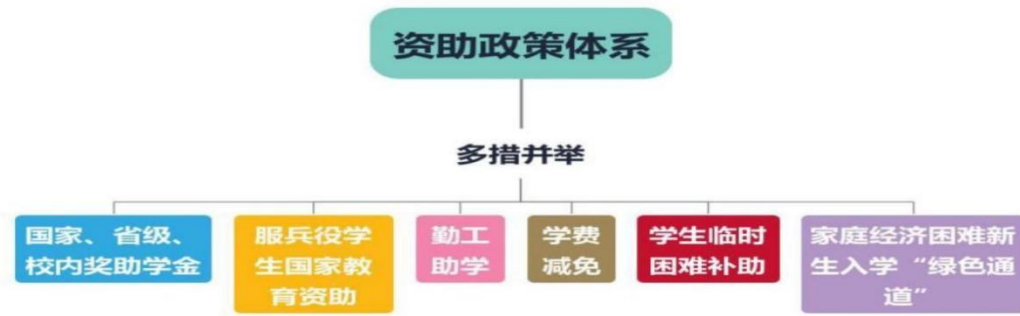 资助政策体系
多措并举
国家、省级、
校内奖助学金
服兵役学
生国家教
育资助
勤工
助学
学费
减免
学生临时
困难补助
家庭经济困难新
生入学“绿色通
道”